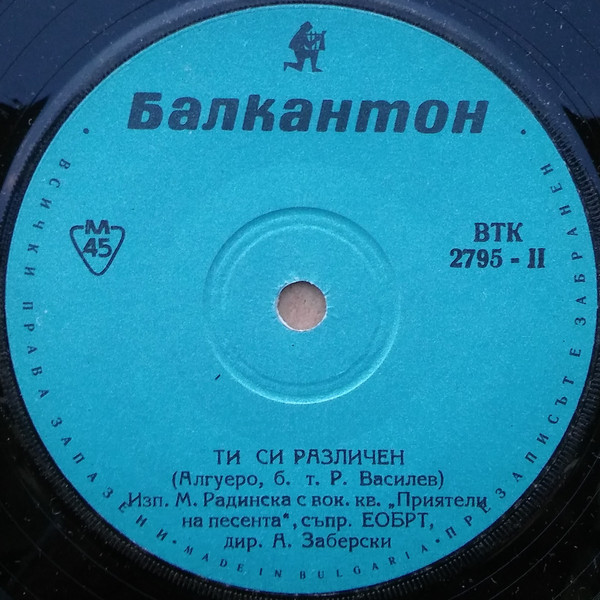 Балкантон
М
45
ВТК
2795 - II
ТИ СИ РАЗЛИЧЕН
(Алгуеро, б. т. Р. Василев)
Изп. М. Радинска с вок. кв. „Приятели
на песента", съпр. ЕОБРТ,
дир. А. Заберски
• ВСИЧКИ ПРАВА ЗАПАЗЕНИ • MADE IN BULGARIA • ПРЕЗАПИСЪТ Е ЗАБРАНЕН •